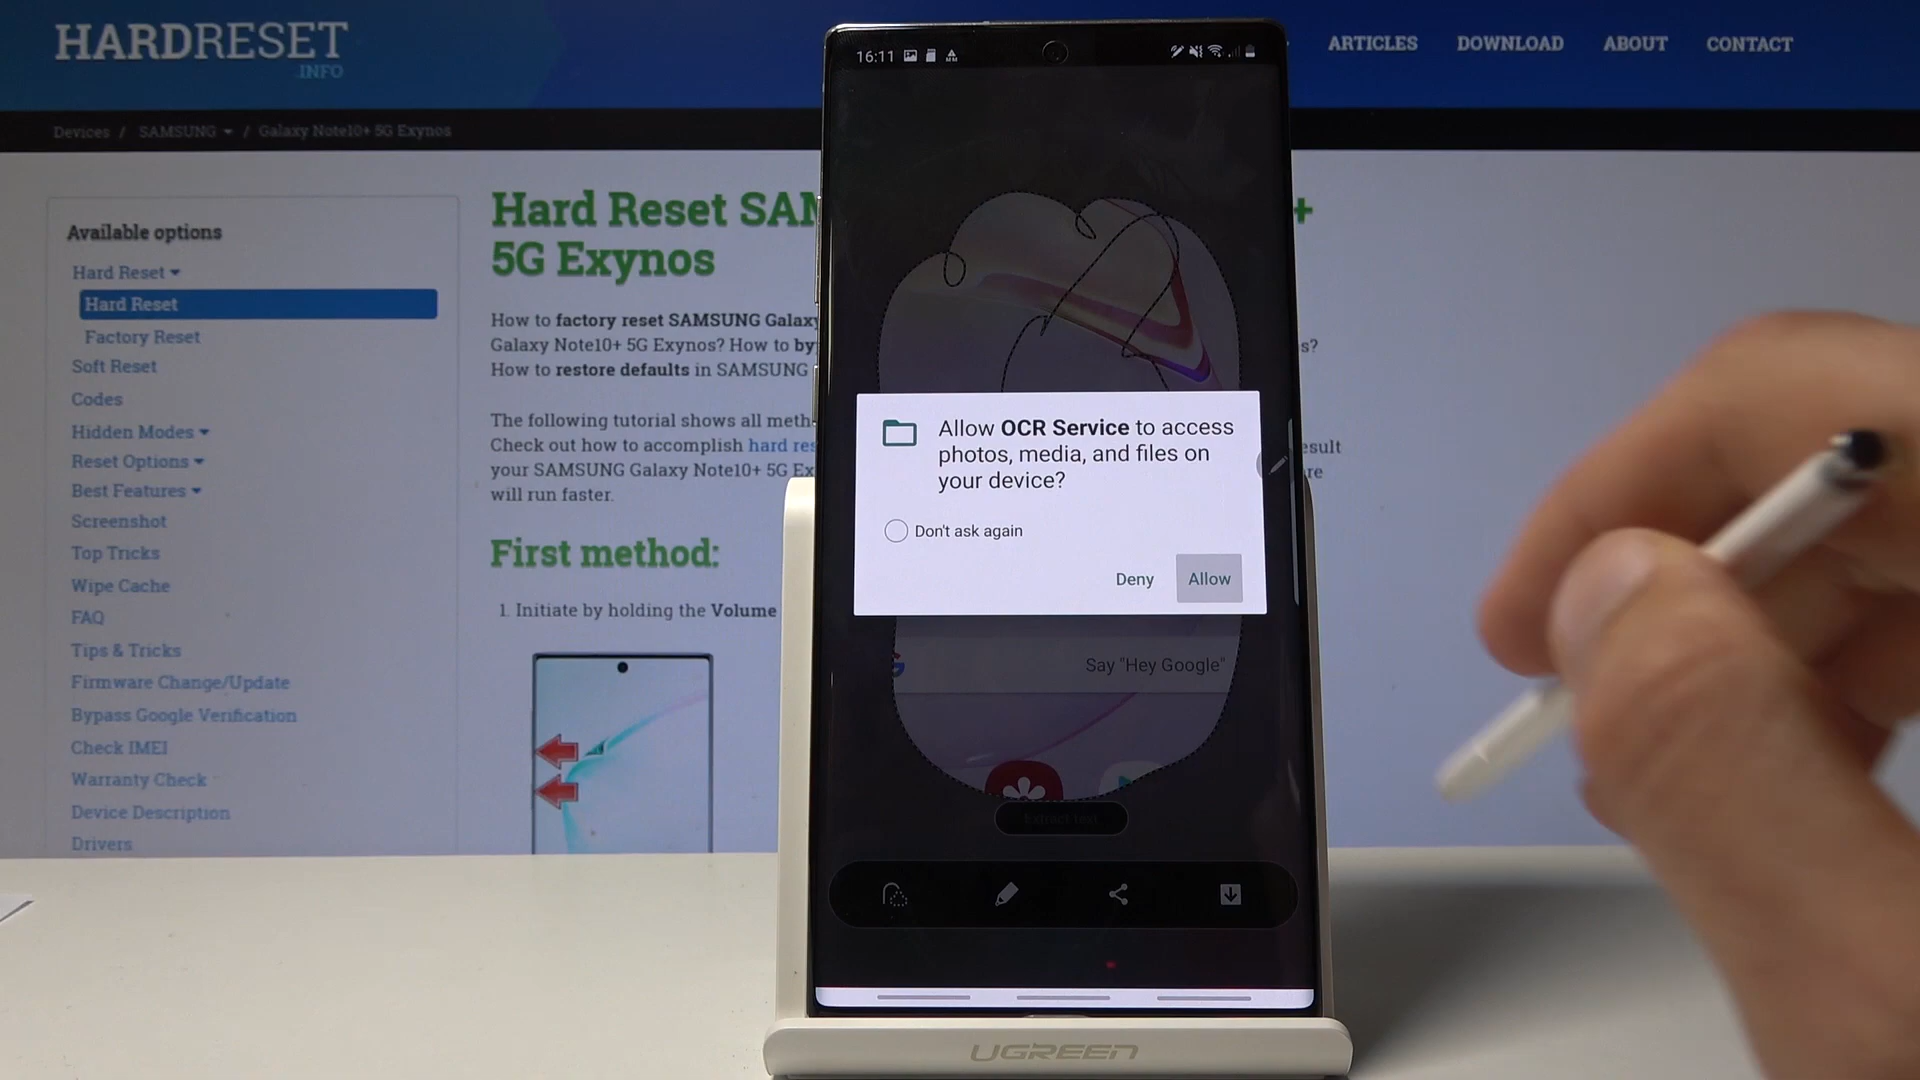 HARDRESET
.INFO
ARTICLES
DOWNLOAD
ABOUT
CONTACT
Devices / SAMSUNG / Galaxy Note10+ 5G Exynos
Available options
Hard Reset
Hard Reset
Factory Reset
Soft Reset
Codes
Hidden Modes
Reset Options
Best Features
Screenshot
Top Tricks
Wipe Cache
FAQ
Tips & Tricks
Firmware Change/Update
Bypass Google Verification
Check IMEI
Warranty Check
Device Description
Drivers
Hard Reset SAM +
5G Exynos
How to factory reset SAMSUNG Galaxy
Galaxy Note10+ 5G Exynos? How to by s?
How to restore defaults in SAMSUNG
The following tutorial shows all meth
Check out how to accomplish hard res esult
your SAMSUNG Galaxy Note10+ 5G Ex re
will run faster.
First method:
1. Initiate by holding the Volume
16:11
Allow OCR Service to access
photos, media, and files on
your device?
Don't ask again
Deny
Allow
Say "Hey Google"
Extract text
UGREEN